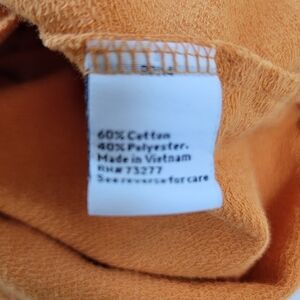 60% Cotton
40% Polyester.
Made in Vietnam
RN# 73277
See reverse for care